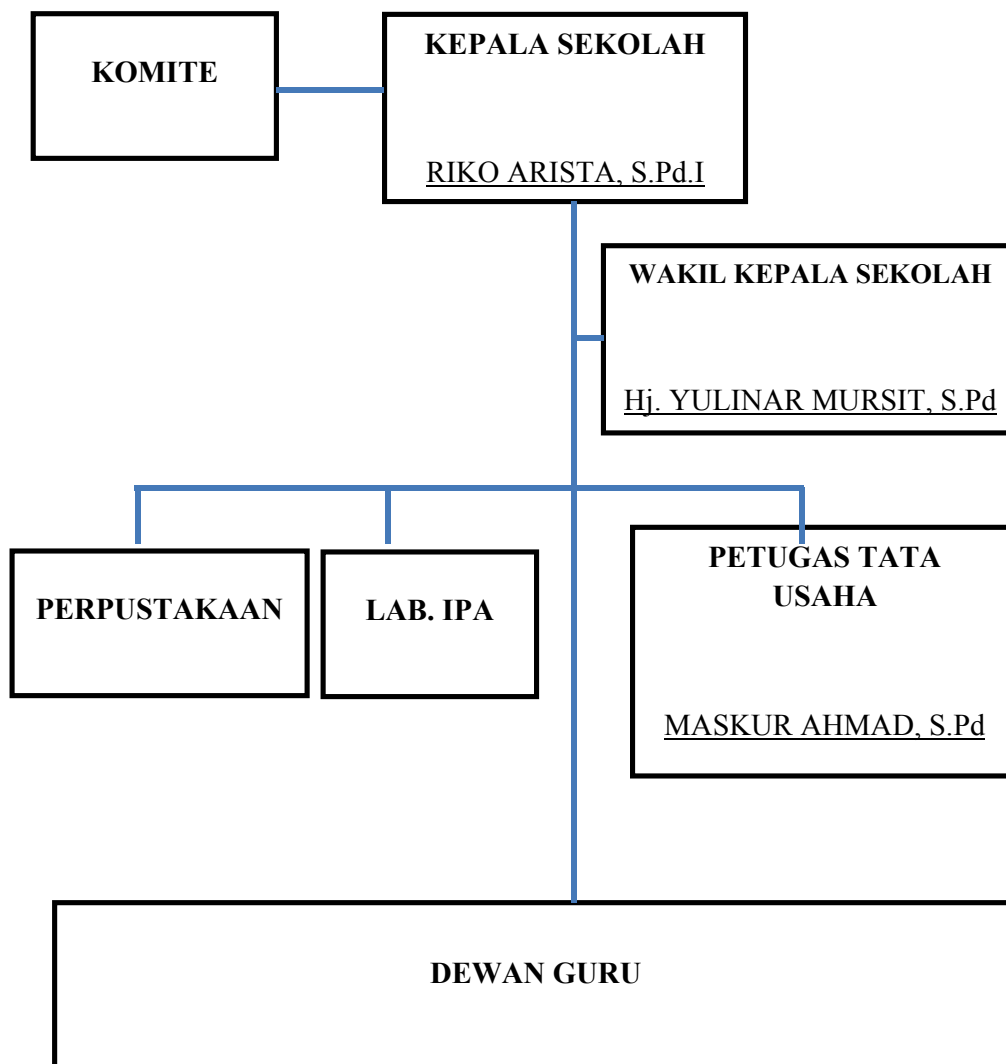 KOMITE
KEPALA SEKOLAH
RIKO ARISTA, S.Pd.I
WAKIL KEPALA SEKOLAH
Hj. YULINAR MURSIT, S.Pd
PERPUSTAKAAN
LAB. IPA
PETUGAS TATA
USAHA
MASKUR AHMAD, S.Pd
DEWAN GURU